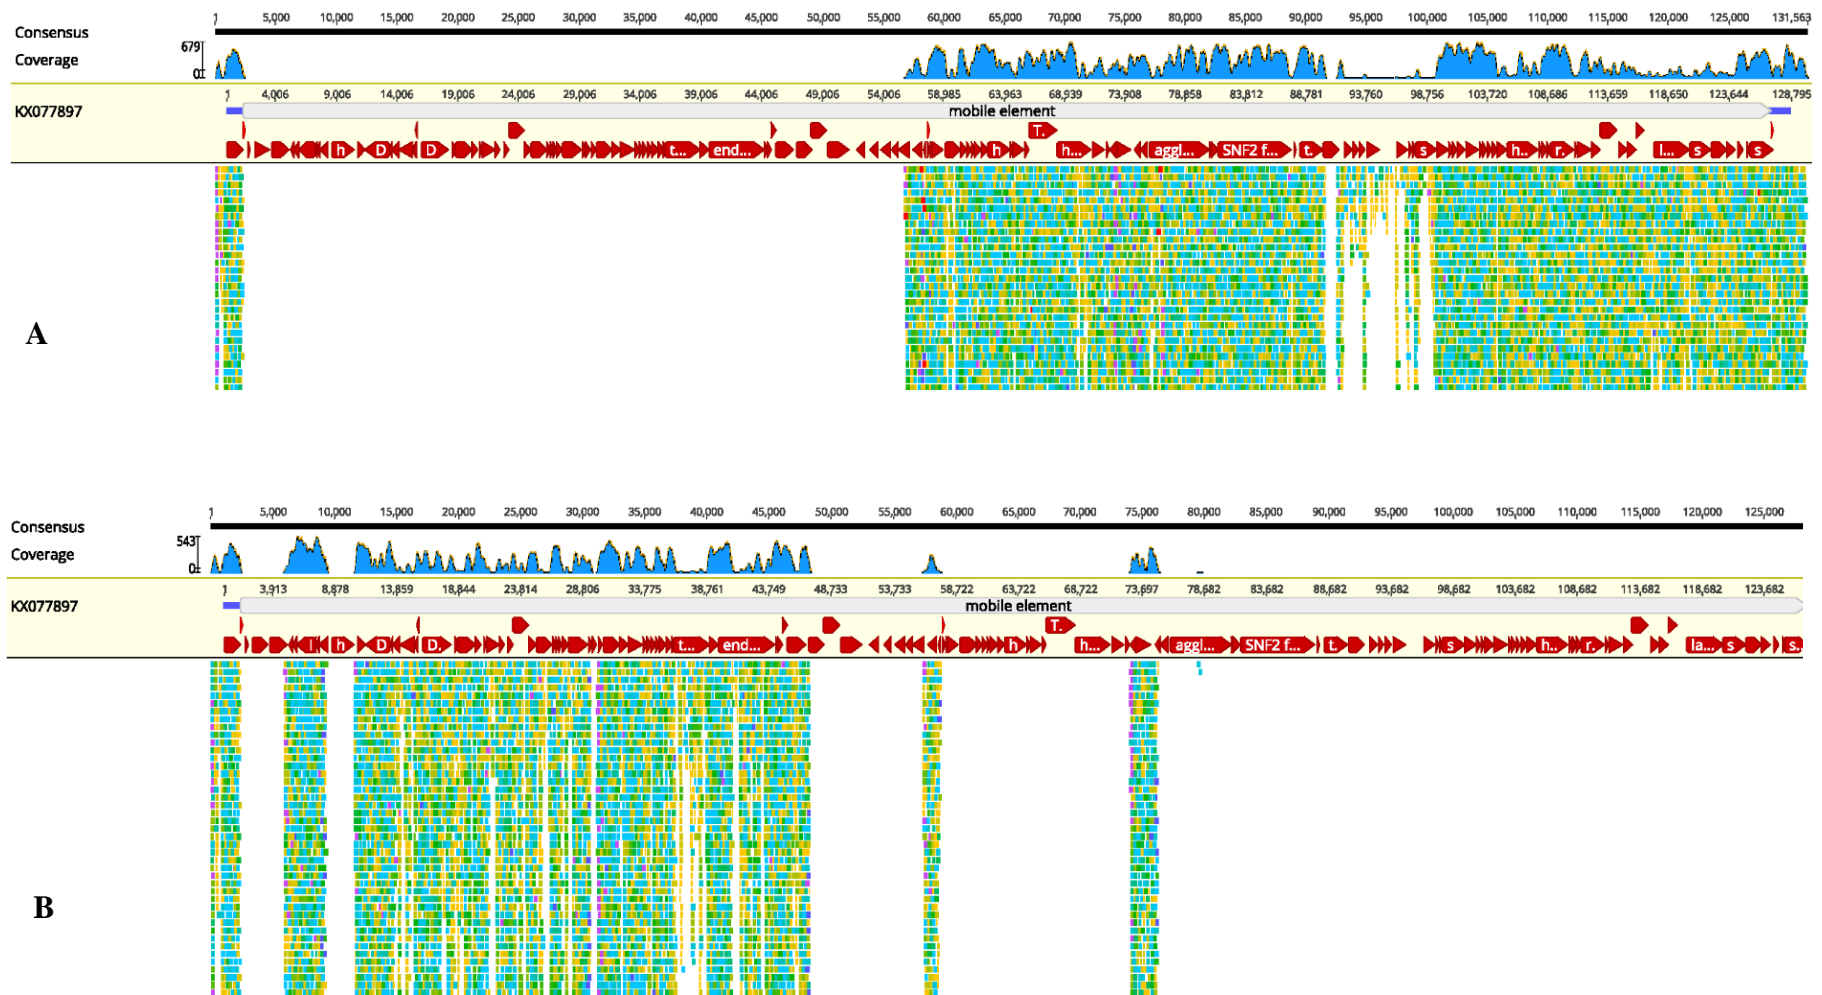 1 5,000 10,000 15,000 20,000 25,000 30,000 35,000 40,000 45,000 50,000 55,000 60,000 65,000 70,000 75,000 80,000 85,000 90,000 95,000 100,000 105,000 110,000 115,000 120,000 125,000 131,563
Consensus
679
Coverage
0
1 4,006 9,006 14,006 19,006 24,006 29,006 34,006 39,006 44,006 49,006 54,006 58,985 63,963 68,939 73,908 78,858 83,812 88,781 93,760 98,756 103,720 108,686 113,659 118,650 123,644 128,795
KX077897 mobile element
T.
h D D t... end... h h... aggl... SNF2 f... t. s h.. r. l... s s
A
1 5,000 10,000 15,000 20,000 25,000 30,000 35,000 40,000 45,000 50,000 55,000 60,000 65,000 70,000 75,000 80,000 85,000 90,000 95,000 100,000 105,000 110,000 115,000 120,000 125,000
Consensus
543
Coverage
0
1 3,913 8,878 13,859 18,844 23,814 28,806 33,775 38,761 43,749 48,733 53,733 58,722 63,722 68,722 73,697 78,682 83,682 88,682 93,682 98,682 103,682 108,682 113,682 118,682 123,682
KX077897 mobile element
T.
h D D. t... end... h h... aggl... SNF2 f... t. s h.. r. la... s s..
B